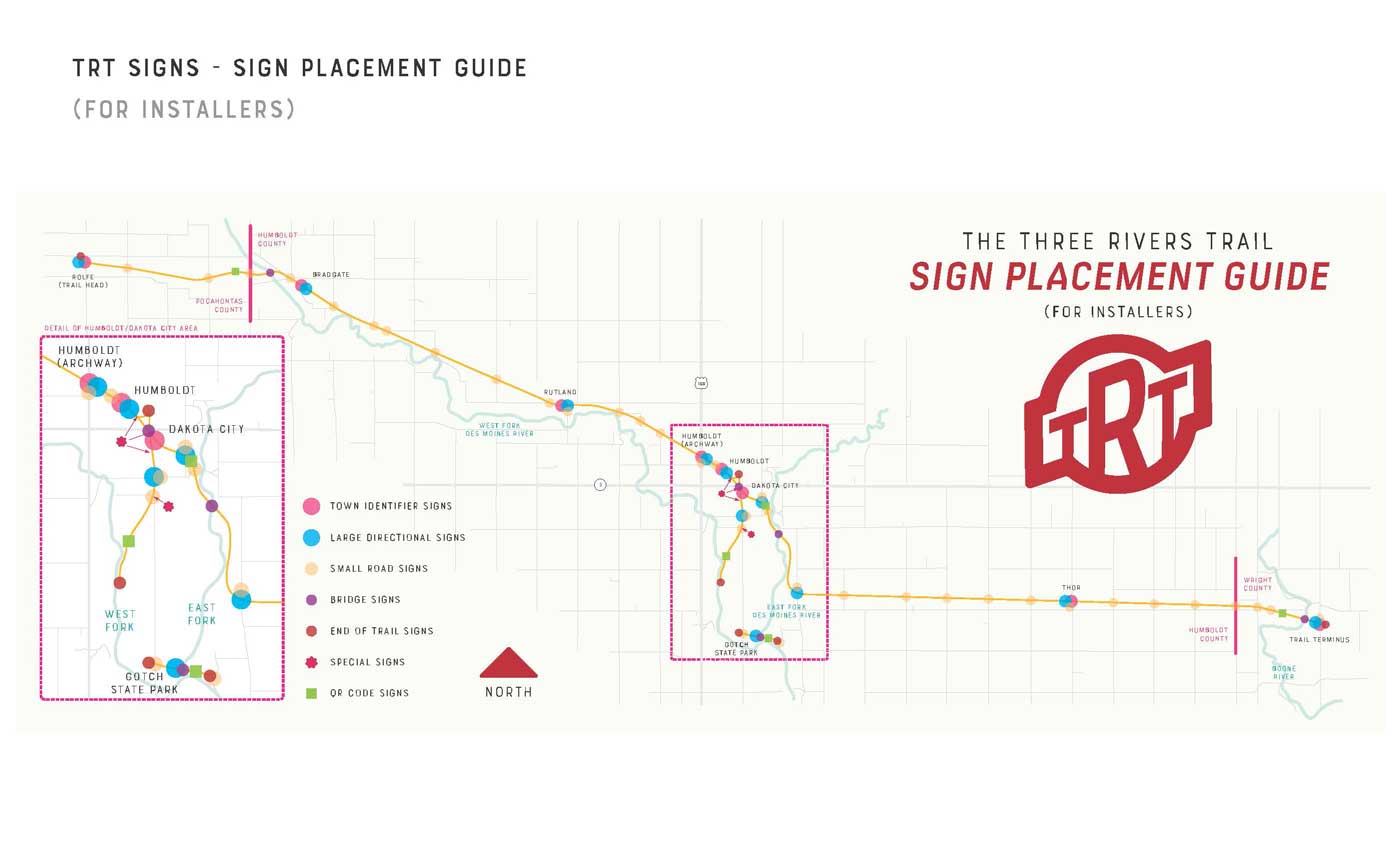 TRT SIGNS - SIGN PLACEMENT GUIDE
(FOR INSTALLERS)
THE THREE RIVERS TRAIL
SIGN PLACEMENT GUIDE
(FOR INSTALLERS)
TRT
HUMBOLDT
COUNTY
POCAHONTAS
COUNTY
ROLFE
(TRAIL HEAD)
BRADGATE
DETAIL OF HUMBOLDT/DAKOTA CITY AREA
HUMBOLDT
(ARCHWAY)
HUMBOLDT
DAKOTA CITY
WEST
FORK
EAST
FORK
GOTCH
STATE PARK
TOWN IDENTIFIER SIGNS
LARGE DIRECTIONAL SIGNS
SMALL ROAD SIGNS
BRIDGE SIGNS
END OF TRAIL SIGNS
SPECIAL SIGNS
QR CODE SIGNS
NORTH
RUTLAND
WEST FORK
DES MOINES RIVER
169
3
HUMBOLDT
(ARCHWAY)
HUMBOLDT
DAKOTA CITY
EAST FORK
DES MOINES RIVER
GOTCH
STATE PARK
THOR
WRIGHT
COUNTY
HUMBOLDT
COUNTY
TRAIL TERMINUS
BOONE
RIVER